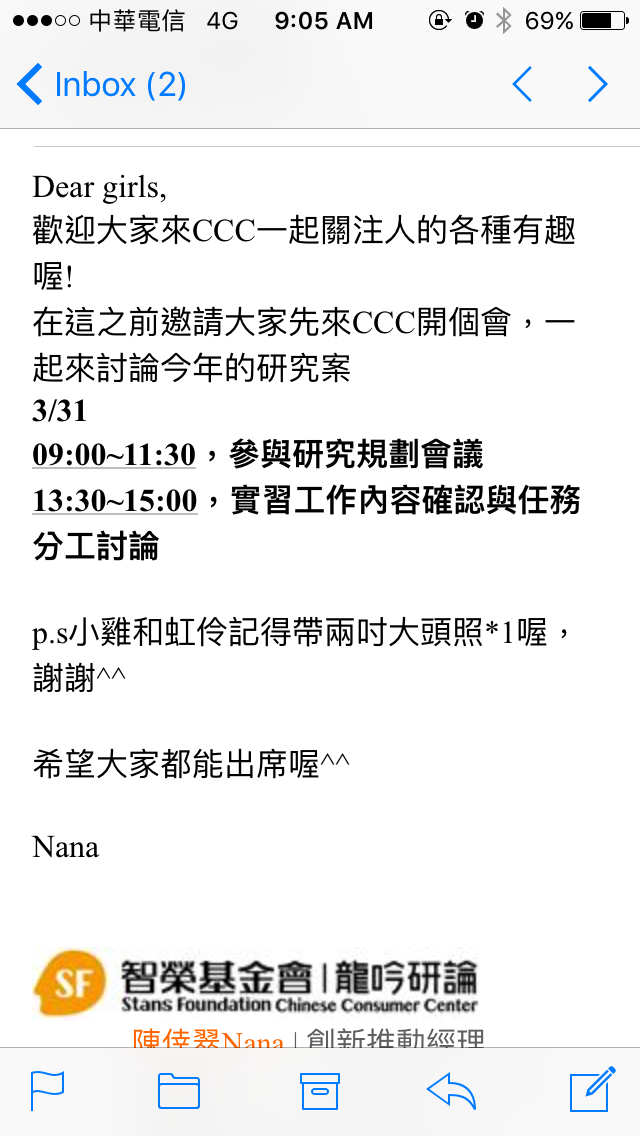 中華電信 4G 9:05 AM 69%
Inbox (2)
Dear girls,
歡迎大家來CCC一起關注人的各種有趣
喔!
在這之前邀請大家先來CCC開個會，一
起來討論今年的研究案
3/31
09:00~11:30，參與研究規劃會議
13:30~15:00，實習工作內容確認與任務
分工討論
p.s小雞和虹伶記得帶兩吋大頭照*1喔，
謝謝^^
希望大家都能出席喔^^
Nana
SF 智榮基金會|龍吟研論
Stans Foundation Chinese Consumer Center
陳倖翠Nana | 創新推動經理